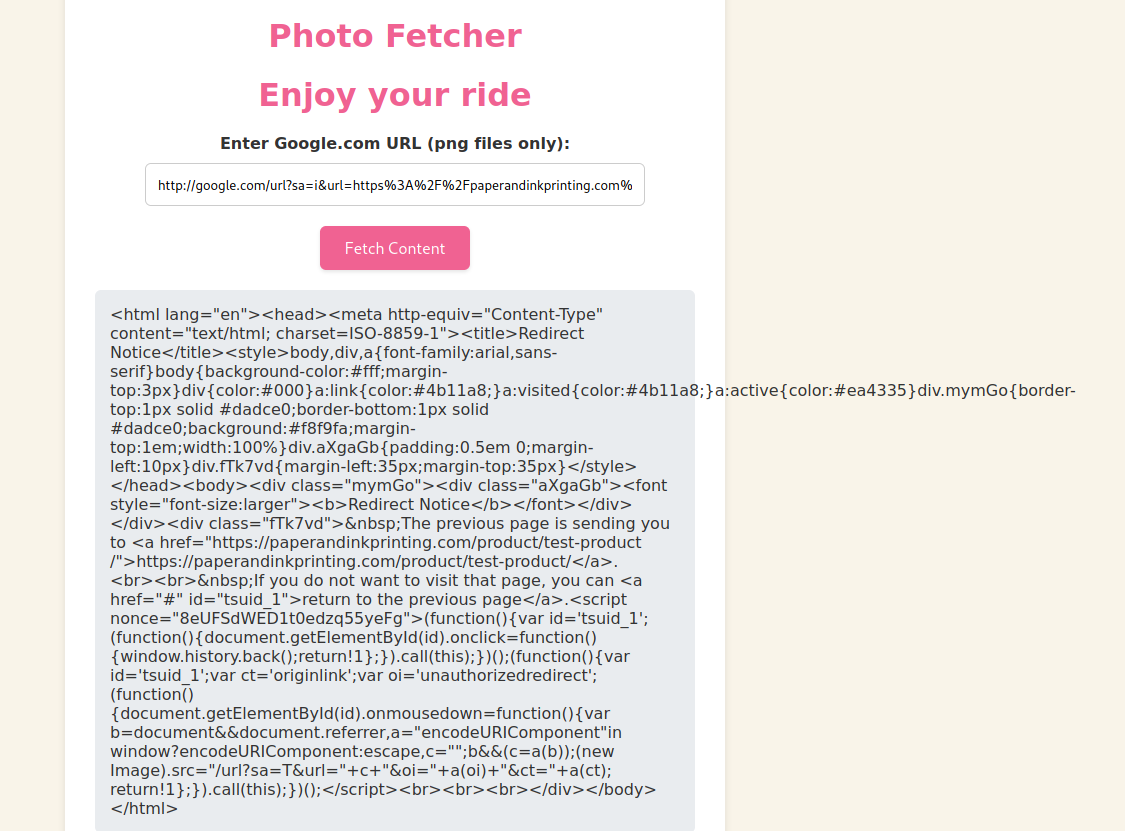 Photo Fetcher
Enjoy your ride
Enter Google.com URL (png files only):
http://google.com/url?sa=i&url=https%3A%2F%2Fpaperandinkprinting.com%
Fetch Content
<html lang="en"><head><meta http-equiv="Content-Type"
content="text/html; charset=ISO-8859-1"><title>Redirect
Notice</title><style>body,div,a{font-family:arial,sans-
serif}body{background-color:#fff;margin-
top:3px}div{color:#000}a:link{color:#4b11a8;}a:visited{color:#4b11a8;}a:active{color:#ea4335}div.mymGo{border-
top:1px solid #dadce0;border-bottom:1px solid
#dadce0;background:#f8f9fa;margin-
top:1em;width:100%}div.aXgaGb{padding:0.5em 0;margin-
left:10px}div.fTk7vd{margin-left:35px;margin-top:35px}</style>
</head><body><div class="mymGo"><div class="aXgaGb"><font
style="font-size:larger"><b>Redirect Notice</b></font></div>
</div><div class="fTk7vd">&nbsp;The previous page is sending you
to <a href="https://paperandinkprinting.com/product/test-product
/">https://paperandinkprinting.com/product/test-product/</a>.
<br><br>&nbsp;If you do not want to visit that page, you can <a
href="#" id="tsuid_1">return to the previous page</a>.<script
nonce="8eUFSdWED1t0edzq55yeFg">(function(){var id='tsuid_1';
(function(){document.getElementById(id).onclick=function()
{window.history.back();return!1};}).call(this);})();(function(){var
id='tsuid_1';var ct='originlink';var oi='unauthorizedredirect';
(function()
{document.getElementById(id).onmousedown=function(){var
b=document&&document.referrer,a="encodeURIComponent"in
window?encodeURIComponent:escape,c="";b&&(c=a(b));(new
Image).src="/url?sa=T&url="+c+"&oi="+a(oi)+"&ct="+a(ct);
return!1};}).call(this);})();</script><br><br><br></div></body>
</html>